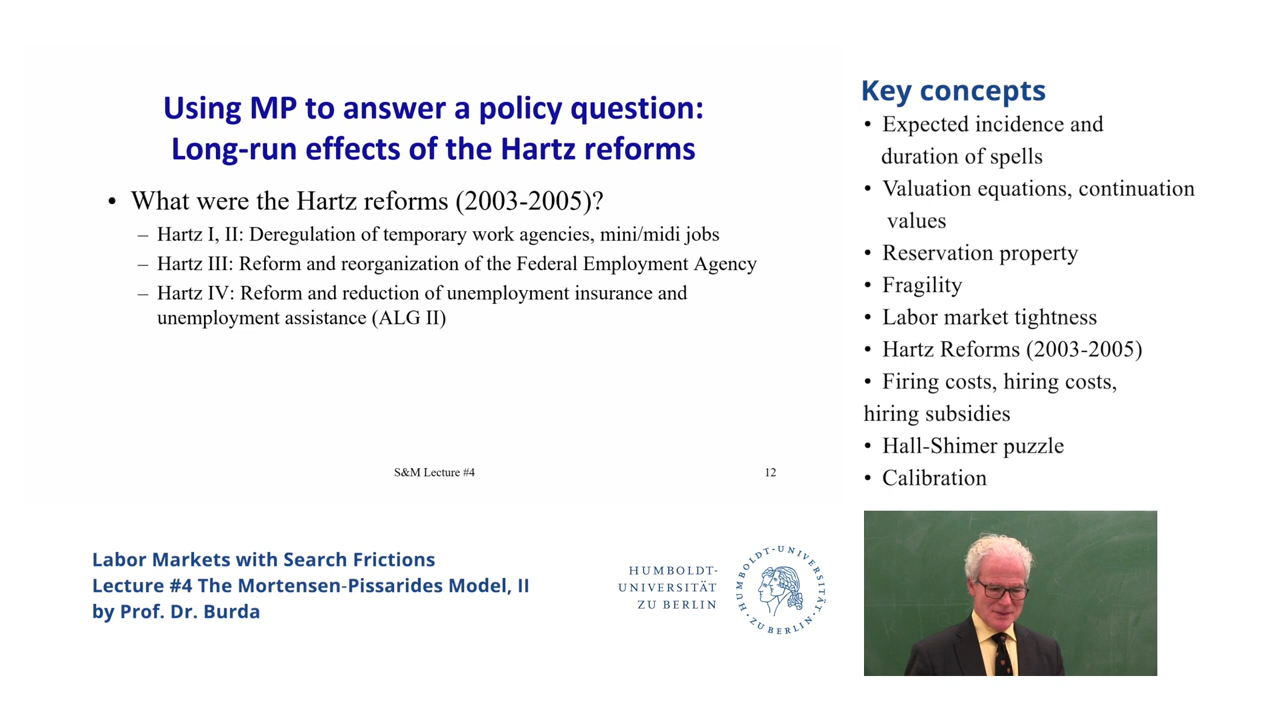 Using MP to answer a policy question:
Long-run effects of the Hartz reforms
• What were the Hartz reforms (2003-2005)?
– Hartz I, II: Deregulation of temporary work agencies, mini/midi jobs
– Hartz III: Reform and reorganization of the Federal Employment Agency
– Hartz IV: Reform and reduction of unemployment insurance and
unemployment assistance (ALG II)
S&M Lecture #4
12
Key concepts
• Expected incidence and
duration of spells
• Valuation equations, continuation
values
• Reservation property
• Fragility
• Labor market tightness
• Hartz Reforms (2003-2005)
• Firing costs, hiring costs,
hiring subsidies
• Hall-Shimer puzzle
• Calibration
Labor Markets with Search Frictions
Lecture #4 The Mortensen-Pissarides Model, II
by Prof. Dr. Burda
HUMBOLDT-
UNIVERSITÄT
ZU BERLIN
HUMBOLDT-UNIVERSITÄT
ZU BERLIN